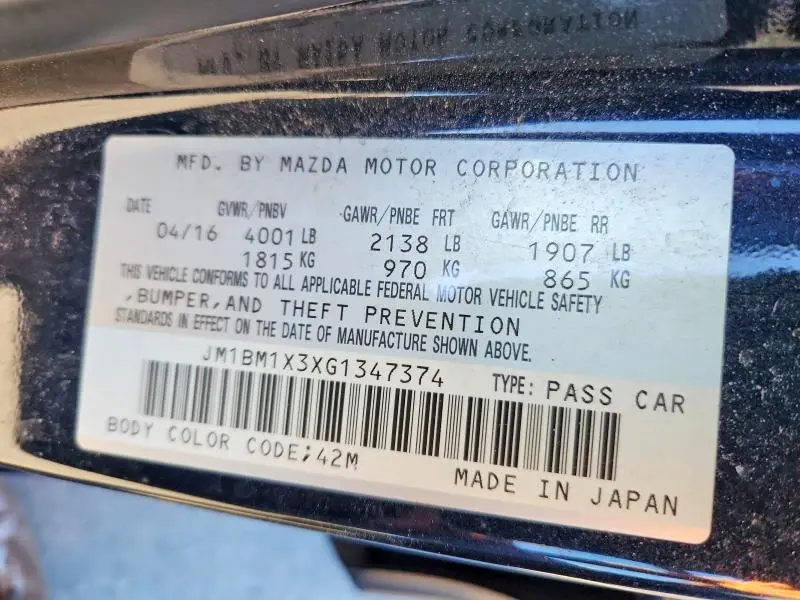 MFD. BY MAZDA MOTOR CORPORATION
DATE GVWR/PNBV GAWR/PNBE FRT GAWR/PNBE RR
04/16 4001 LB 2138 LB 1907 LB
1815 KG 970 KG 865 KG
THIS VEHICLE CONFORMS TO ALL APPLICABLE FEDERAL MOTOR VEHICLE SAFETY
,BUMPER,AND THEFT PREVENTION
STANDARDS IN EFFECT ON THE DATE OF MANUFACTURE SHOWN ABOVE.
JM1BM1X3XG1347374 TYPE: PASS CAR
BODY COLOR CODE;42M
MADE IN JAPAN